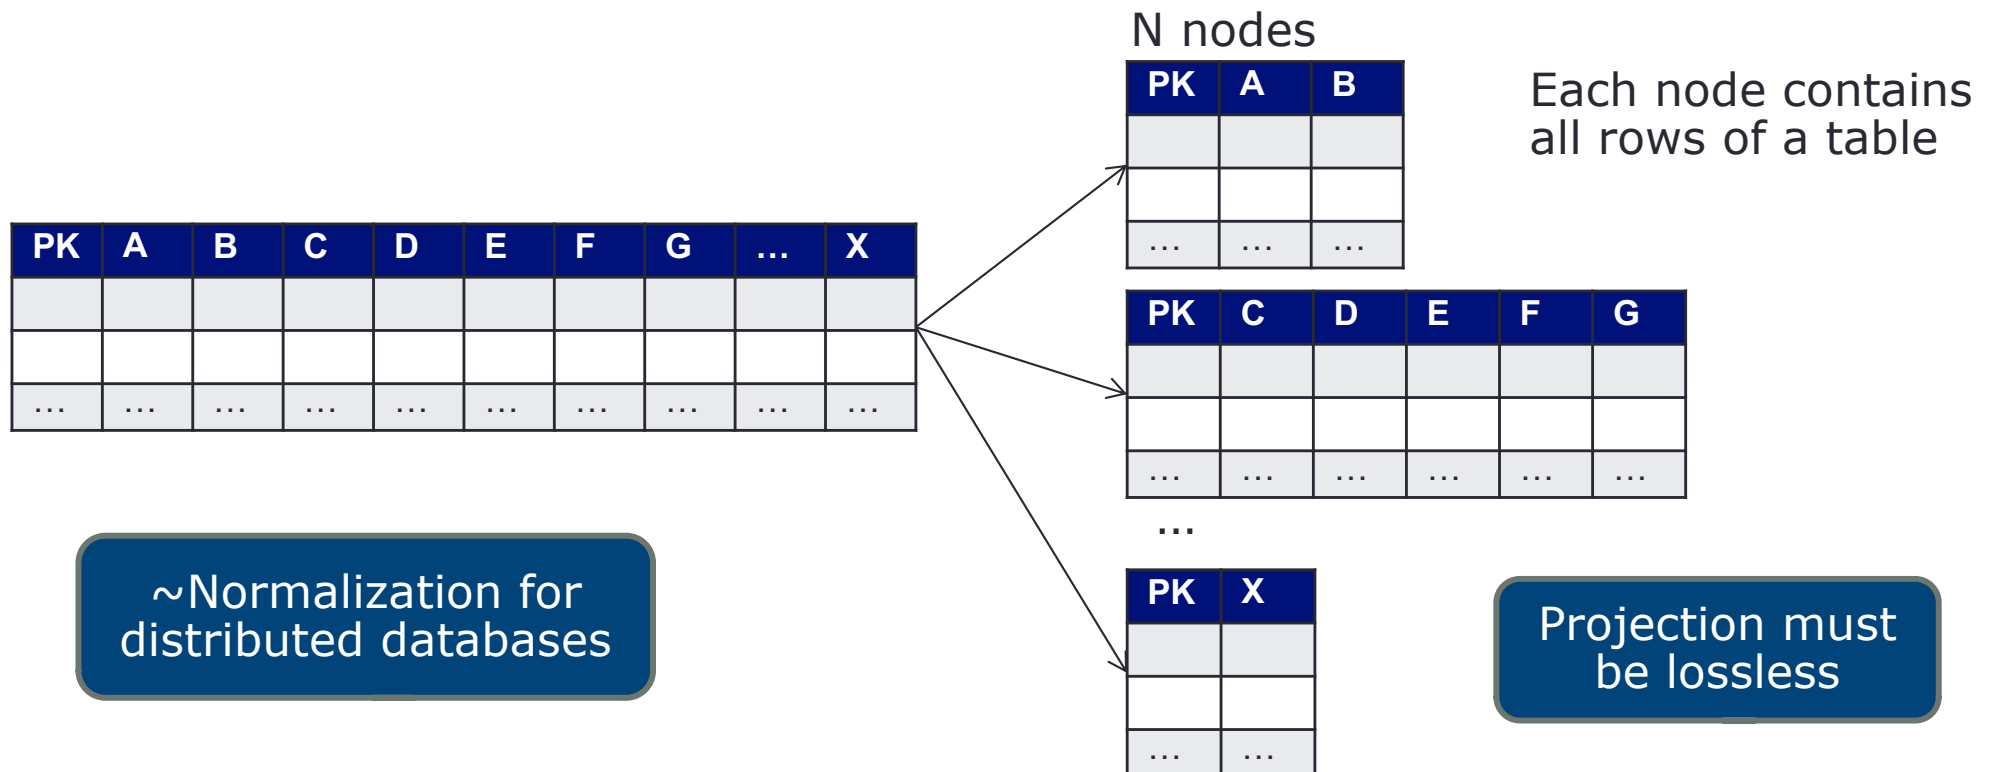 N nodes
PK A B
... ... ...
Each node contains
all rows of a table
PK A B C D E F G ... X
... ... ... ... ... ... ... ... ... ...
PK C D E F G
... ... ... ... ... ...
...
PK X
... ...
~Normalization for
distributed databases
Projection must
be lossless